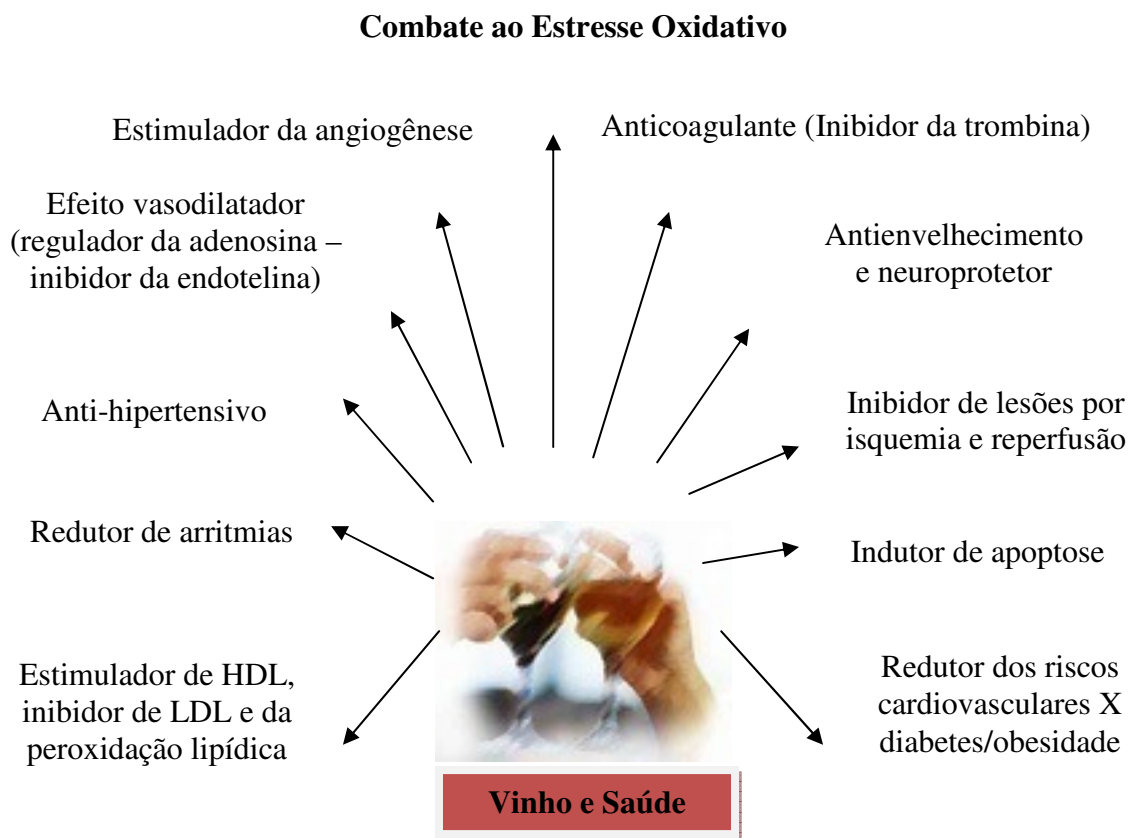 Combate ao Estresse Oxidativo
Estimulador da angiogênese
Anticoagulante (Inibidor da trombina)
Efeito vasodilatador
(regulador da adenosina –
inibidor da endotelina)
Antienvelhecimento
e neuroprotetor
Anti-hipertensivo
Inibidor de lesões por
isquemia e reperfusão
Redutor de arritmias
Indutor de apoptose
Estimulador de HDL,
inibidor de LDL e da
peroxidação lipídica
Redutor dos riscos
cardiovasculares X
diabetes/obesidade
Vinho e Saúde